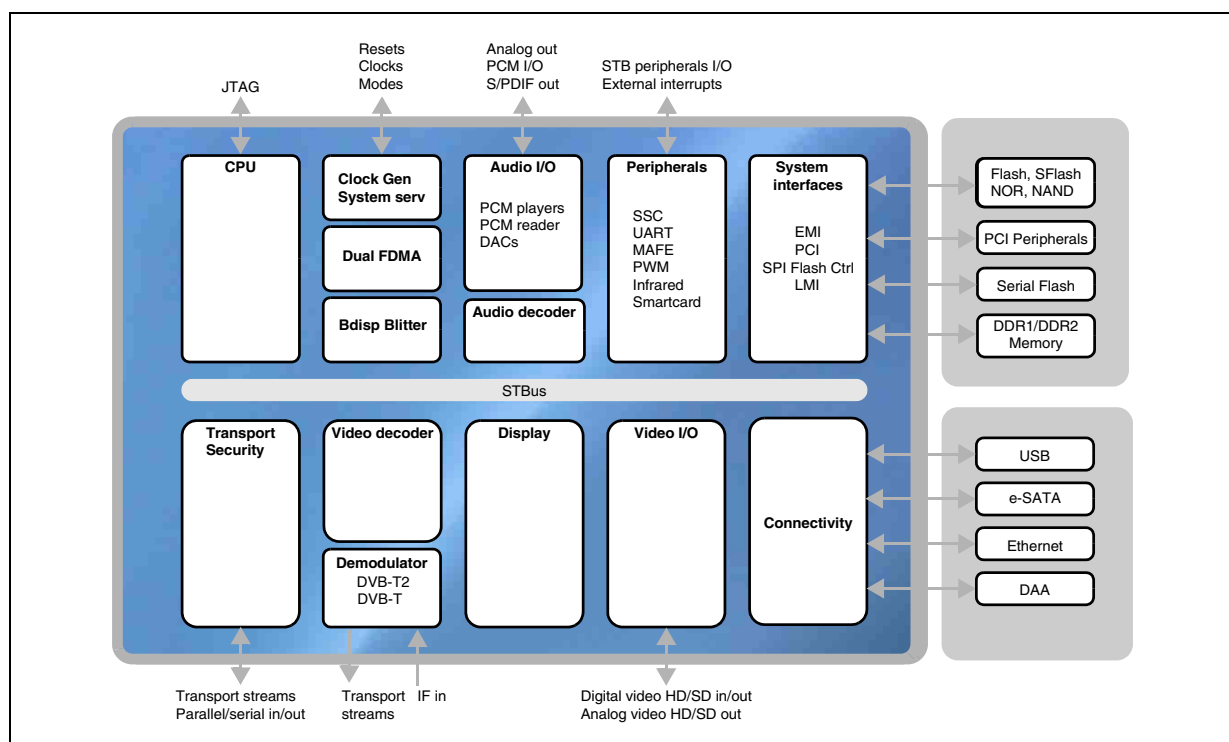 JTAG
Resets
Clocks
Modes
Analog out
PCM I/O
S/PDIF out
STB peripherals I/O
External interrupts
CPU
Clock Gen
System serv
Dual FDMA
Bdisp Blitter
Audio I/O
PCM players
PCM reader
DACs
Audio decoder
Peripherals
SSC
UART
MAFE
PWM
Infrared
Smartcard
System
interfaces
EMI
PCI
SPI Flash Ctrl
LMI
Flash, SFlash
NOR, NAND
PCI Peripherals
Serial Flash
DDR1/DDR2
Memory
STBus
Transport
Security
Video decoder
Demodulator
DVB-T2
DVB-T
Display
Video I/O
Connectivity
USB
e-SATA
Ethernet
DAA
Transport streams
Parallel/serial in/out
Transport
streams
IF in
Digital video HD/SD in/out
Analog video HD/SD out